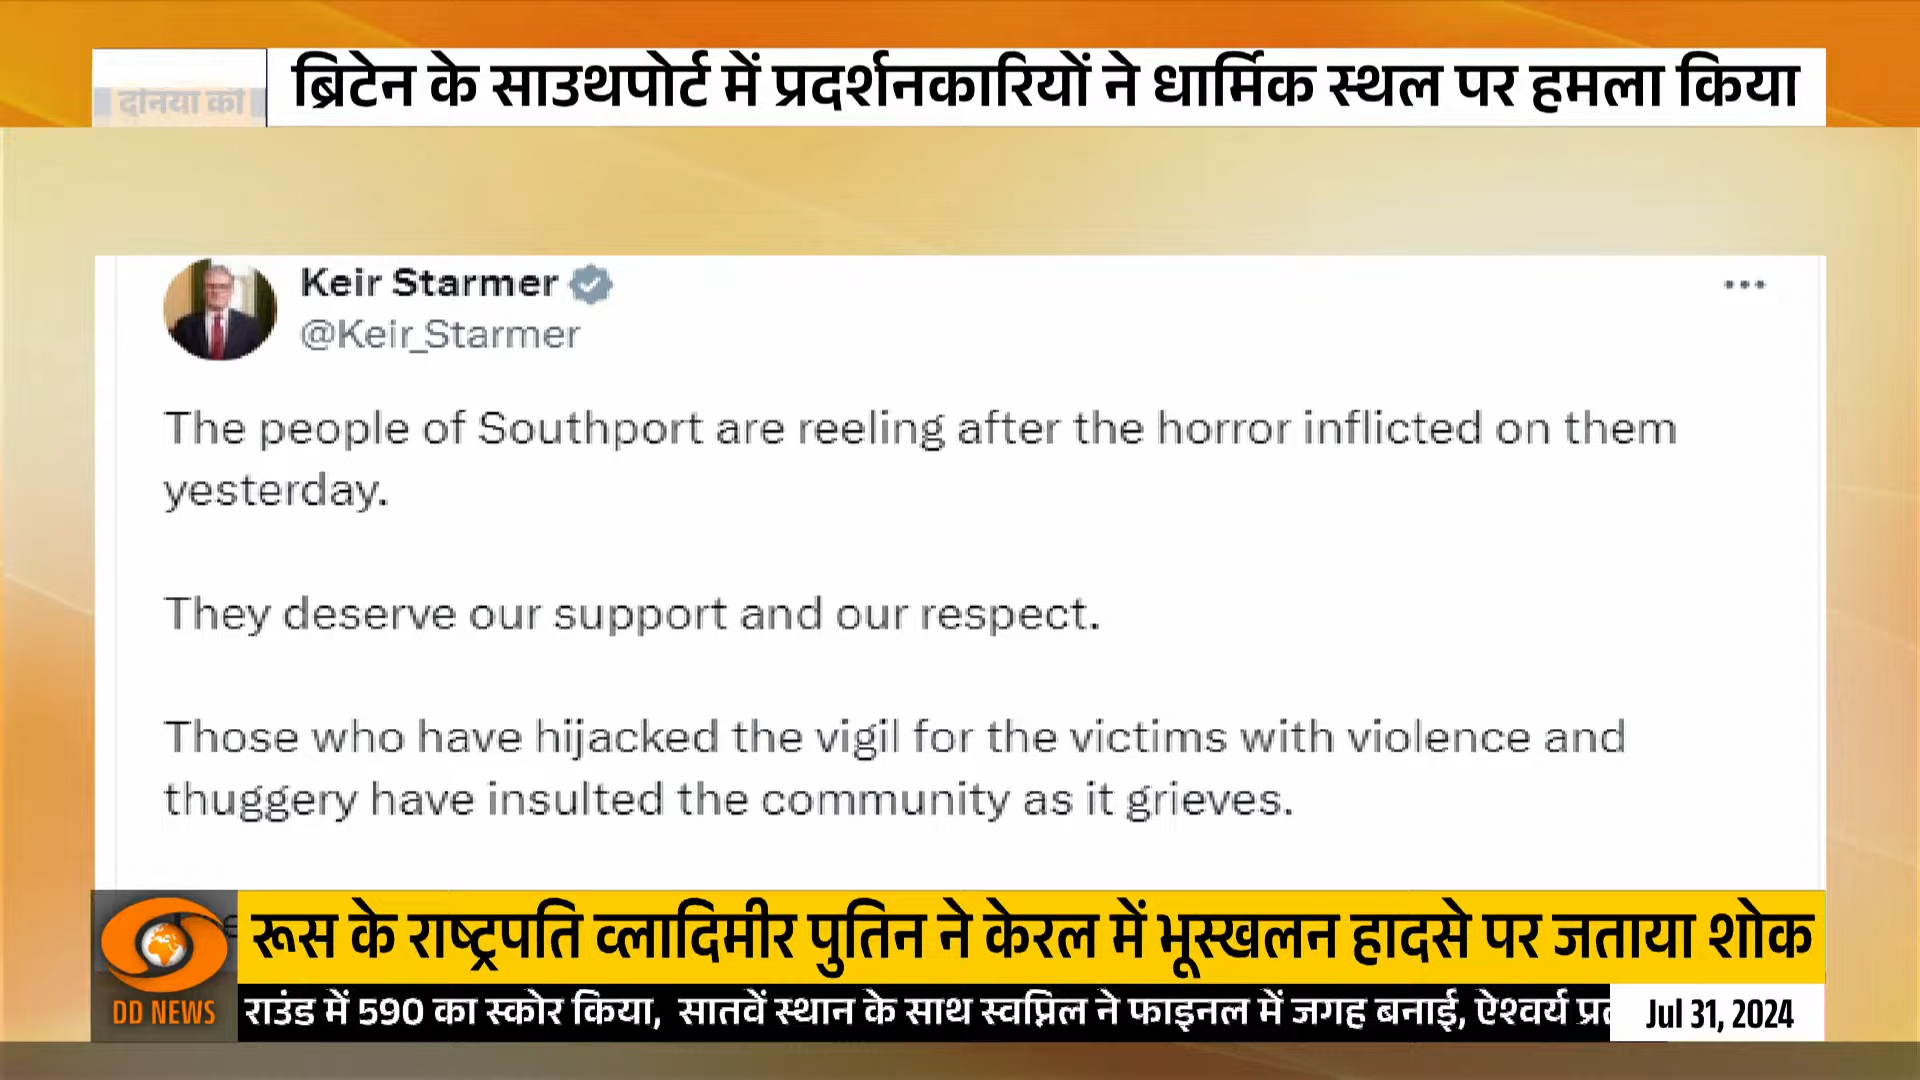 दुनिया की
ब्रिटेन के साउथपोर्ट में प्रदर्शनकारियों ने धार्मिक स्थल पर हमला किया
Keir Starmer
@Keir_Starmer
The people of Southport are reeling after the horror inflicted on them
yesterday.
They deserve our support and our respect.
Those who have hijacked the vigil for the victims with violence and
thuggery have insulted the community as it grieves.
रूस के राष्ट्रपति व्लादिमीर पुतिन ने केरल में भूस्खलन हादसे पर जताया शोक
DD NEWS
राउंड में 590 का स्कोर किया, सातवें स्थान के साथ स्वप्निल ने फाइनल में जगह बनाई, ऐश्वर्य
Jul 31, 2024